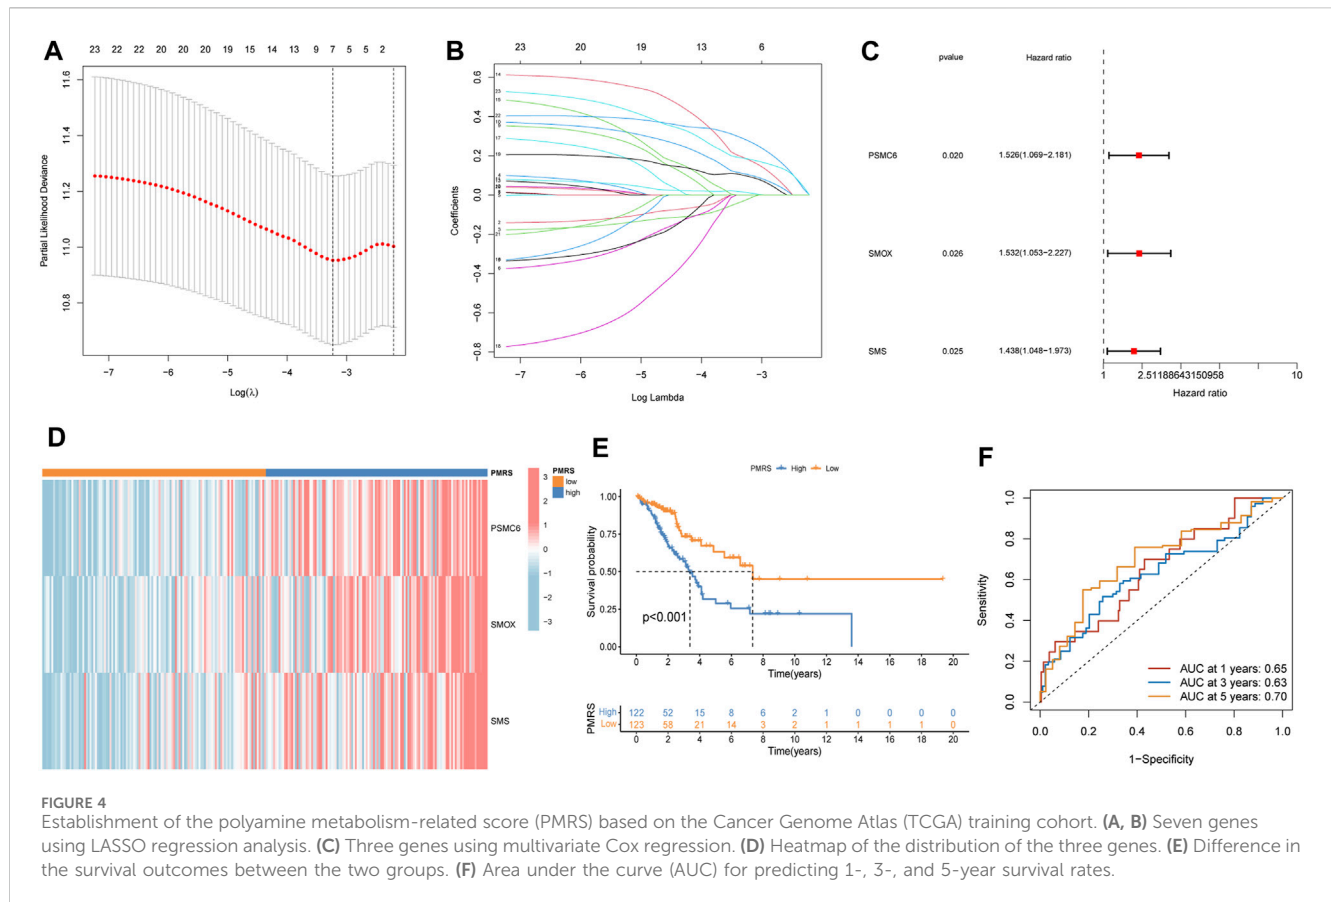 A
23 22 22 20 20 20 19 15 14 13 9 7 5 5 2
Partial Likelihood Deviance
11.6
11.4
11.2
11.0
10.8
−7 −6 −5 −4 −3
Log(λ)
B
23 20 19 13 6
Coefficients
0.6
0.4
0.2
0.0
−0.2
−0.4
−0.6
−0.8
−7 −6 −5 −4 −3
Log Lambda
C
pvalue Hazard ratio
PSMC6 0.020 1.526(1.069−2.181)
SMOX 0.026 1.532(1.053−2.227)
SMS 0.025 1.438(1.048−1.973)
1 2.51188643150958 10
Hazard ratio
D
PMRS
PSMC6
SMOX
SMS
3
2
1
0
−1
−2
−3
PMRS
low
high
E
PMRS High Low
Survival probability
1.00
0.75
0.50
0.25
0.00
p<0.001
0 2 4 6 8 10 12 14 16 18 20
Time(years)
PMRS
High 122 52 15 8 6 2 1 0 0 0 0
Low 123 58 21 14 3 2 1 1 1 1 0
0 2 4 6 8 10 12 14 16 18 20
Time(years)
F
Sensitivity
1.0
0.8
0.6
0.4
0.2
0.0
AUC at 1 years: 0.65
AUC at 3 years: 0.63
AUC at 5 years: 0.70
0.0 0.2 0.4 0.6 0.8 1.0
1−Specificity
FIGURE 4
Establishment of the polyamine metabolism-related score (PMRS) based on the Cancer Genome Atlas (TCGA) training cohort. (A, B) Seven genes
using LASSO regression analysis. (C) Three genes using multivariate Cox regression. (D) Heatmap of the distribution of the three genes. (E) Difference in
the survival outcomes between the two groups. (F) Area under the curve (AUC) for predicting 1-, 3-, and 5-year survival rates.